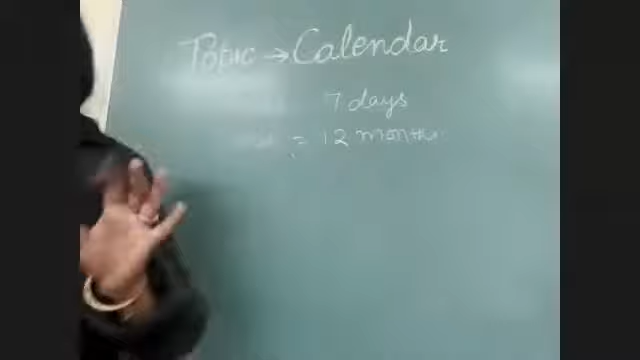 Topic → Calendar
7 days
= 12 months